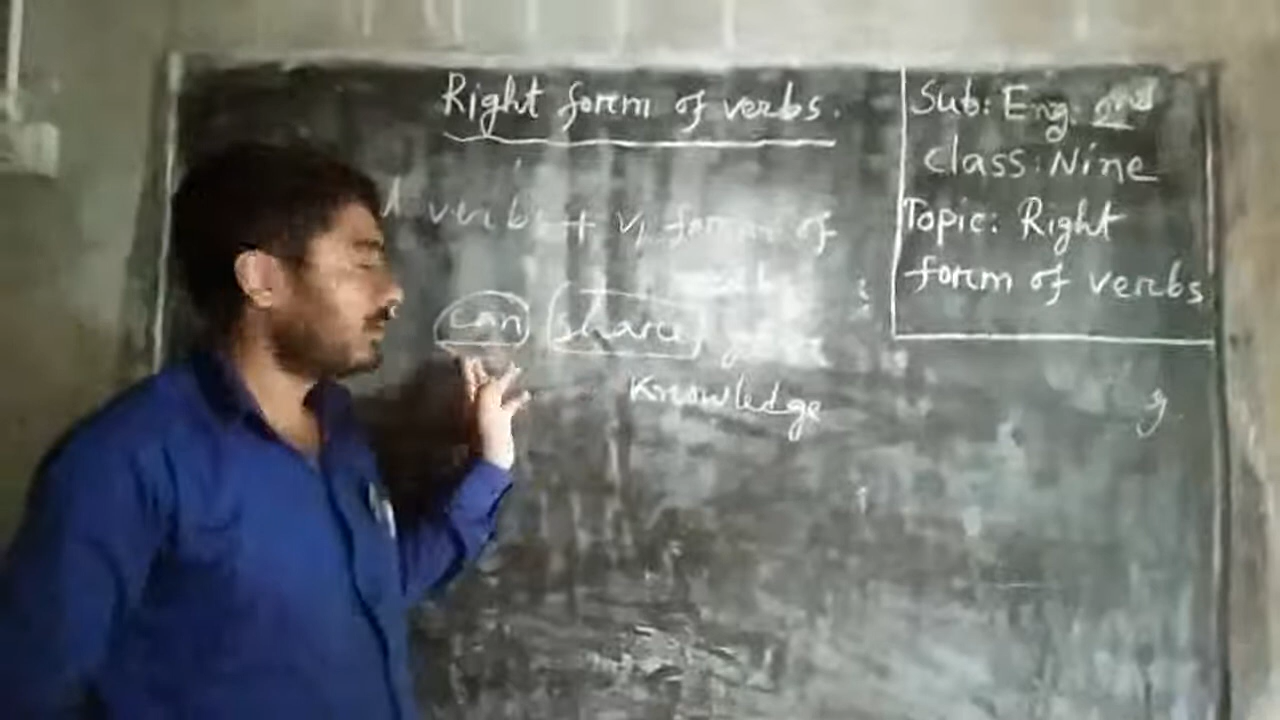 Right form of verbs.
verb + V1 form of
can share
Knowledge
Sub: Eng. 2nd
Class: Nine
Topic: Right
form of verbs